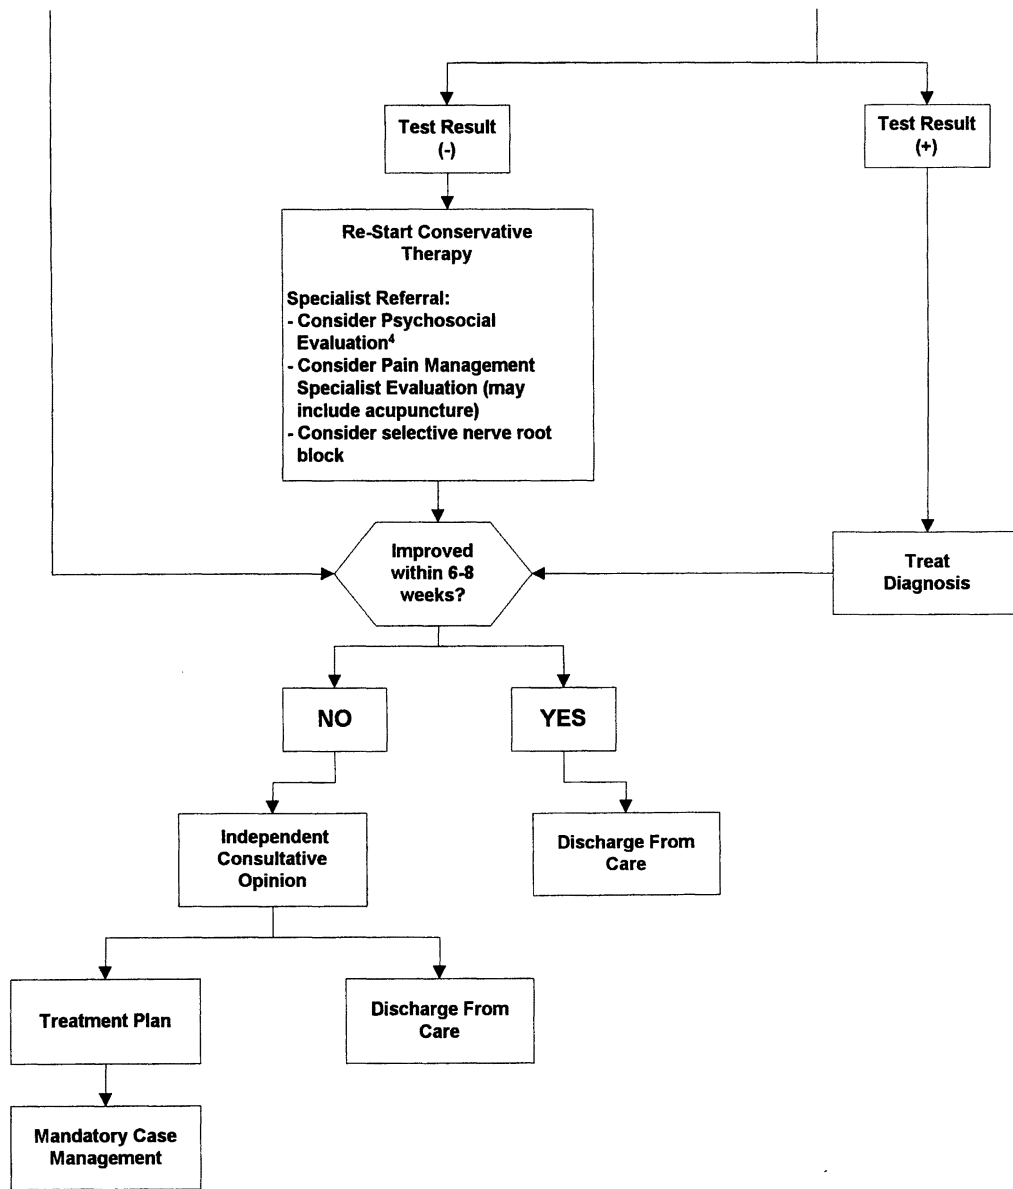 Test Result
(-)
Test Result
(+)
Re-Start Conservative
Therapy
Specialist Referral:
- Consider Psychosocial
Evaluation⁴
- Consider Pain Management
Specialist Evaluation (may
include acupuncture)
- Consider selective nerve root
block
Improved
within 6-8
weeks?
Treat
Diagnosis
NO
YES
Independent
Consultative
Opinion
Discharge From
Care
Treatment Plan
Discharge From
Care
Mandatory Case
Management